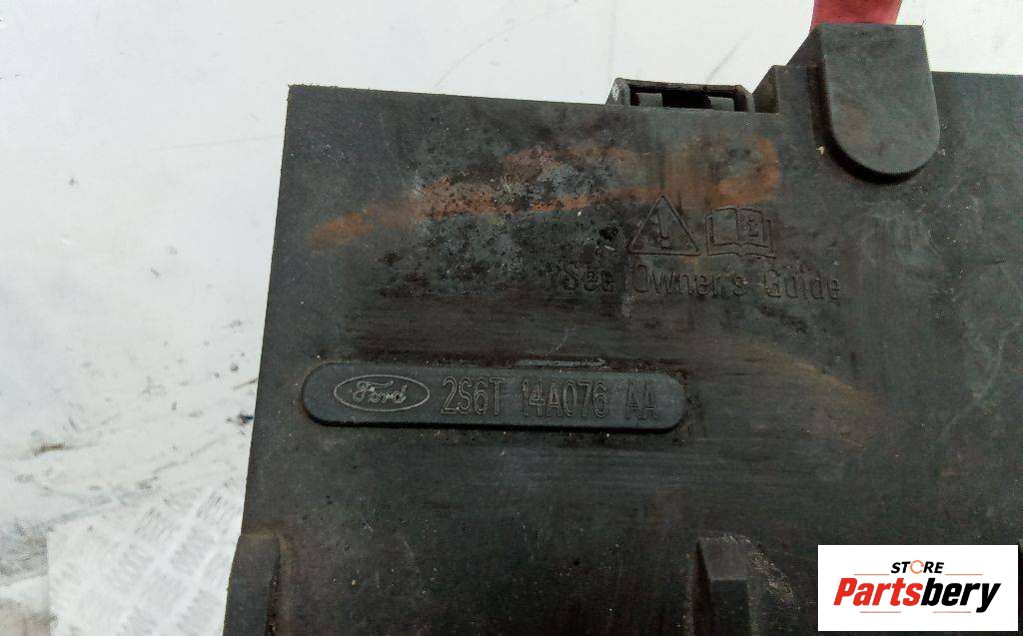 See Owner's Guide
Ford 2S6T 14A076 AA
STORE
Partsbery